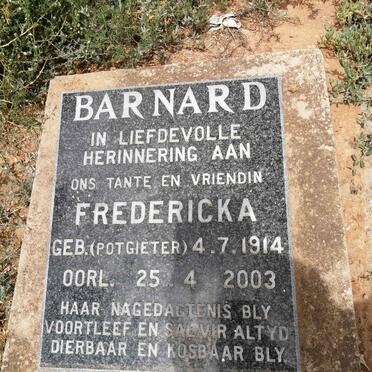 BARNARD
IN LIEFDEVOLLE
HERINNERING AAN
ONS TANTE EN VRIENDIN
FREDERICKA
GEB. (POTGIETER) 4.7.1914
OORL. 25.4 2003
HAAR NAGEDAGTENIS BLY
VOORTLEEF EN SAL VIR ALTYD
DIERBAAR EN KOSBAAR BLY